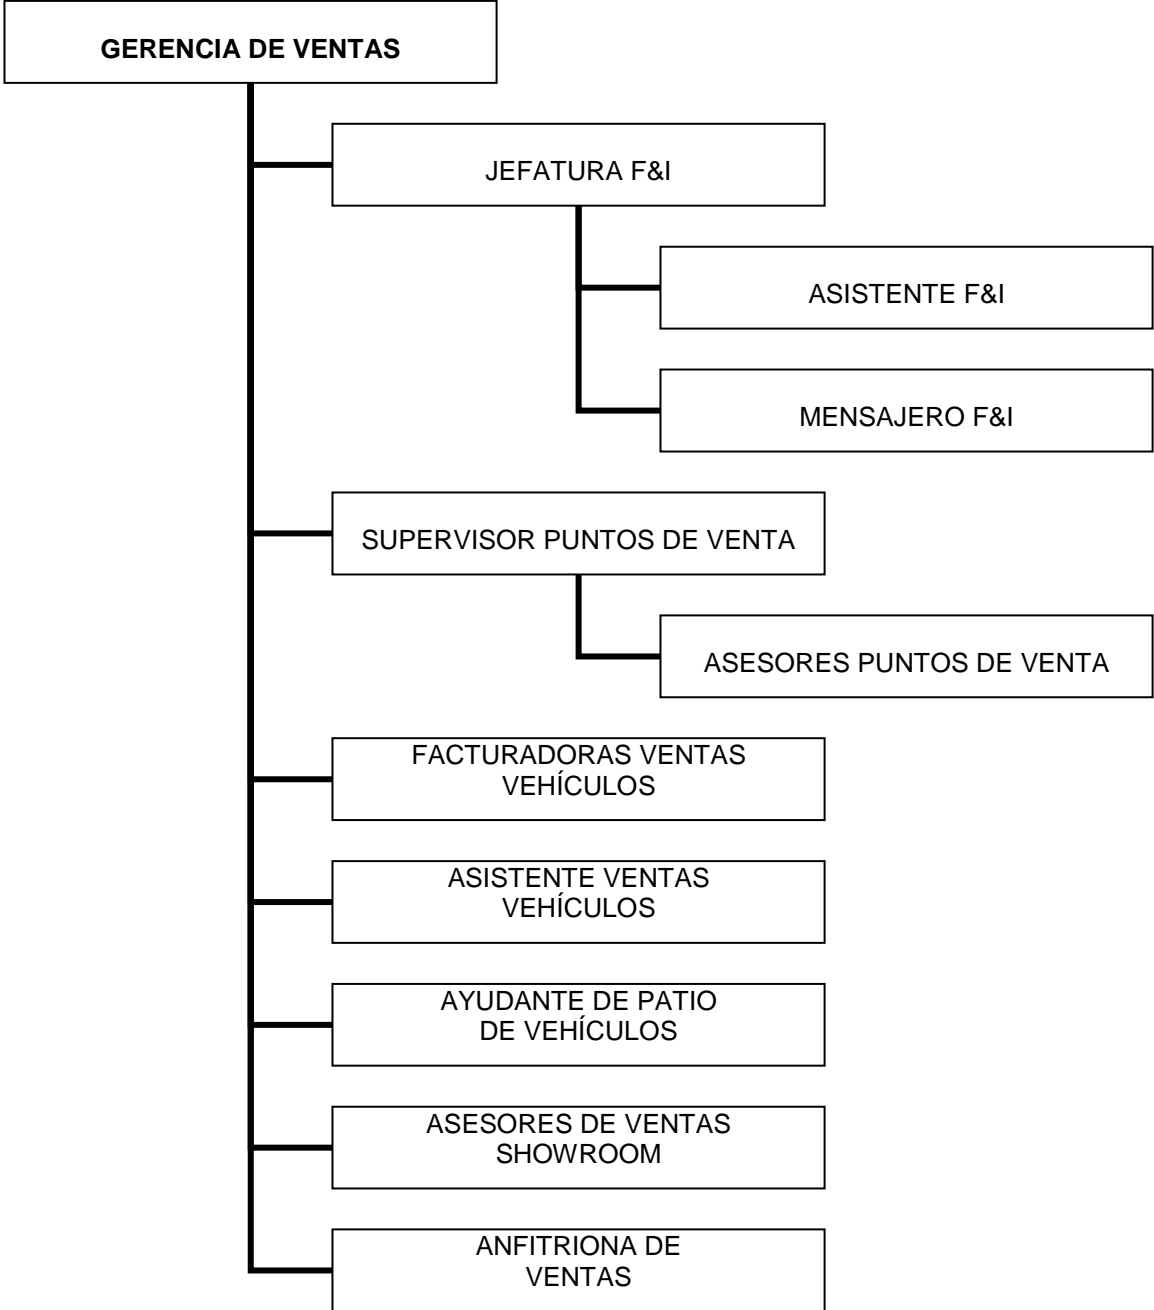 GERENCIA DE VENTAS
JEFATURA F&I
ASISTENTE F&I
MENSAJERO F&I
SUPERVISOR PUNTOS DE VENTA
ASESORES PUNTOS DE VENTA
FACTURADORAS VENTAS
VEHÍCULOS
ASISTENTE VENTAS
VEHÍCULOS
AYUDANTE DE PATIO
DE VEHÍCULOS
ASESORES DE VENTAS
SHOWROOM
ANFITRIONA DE
VENTAS